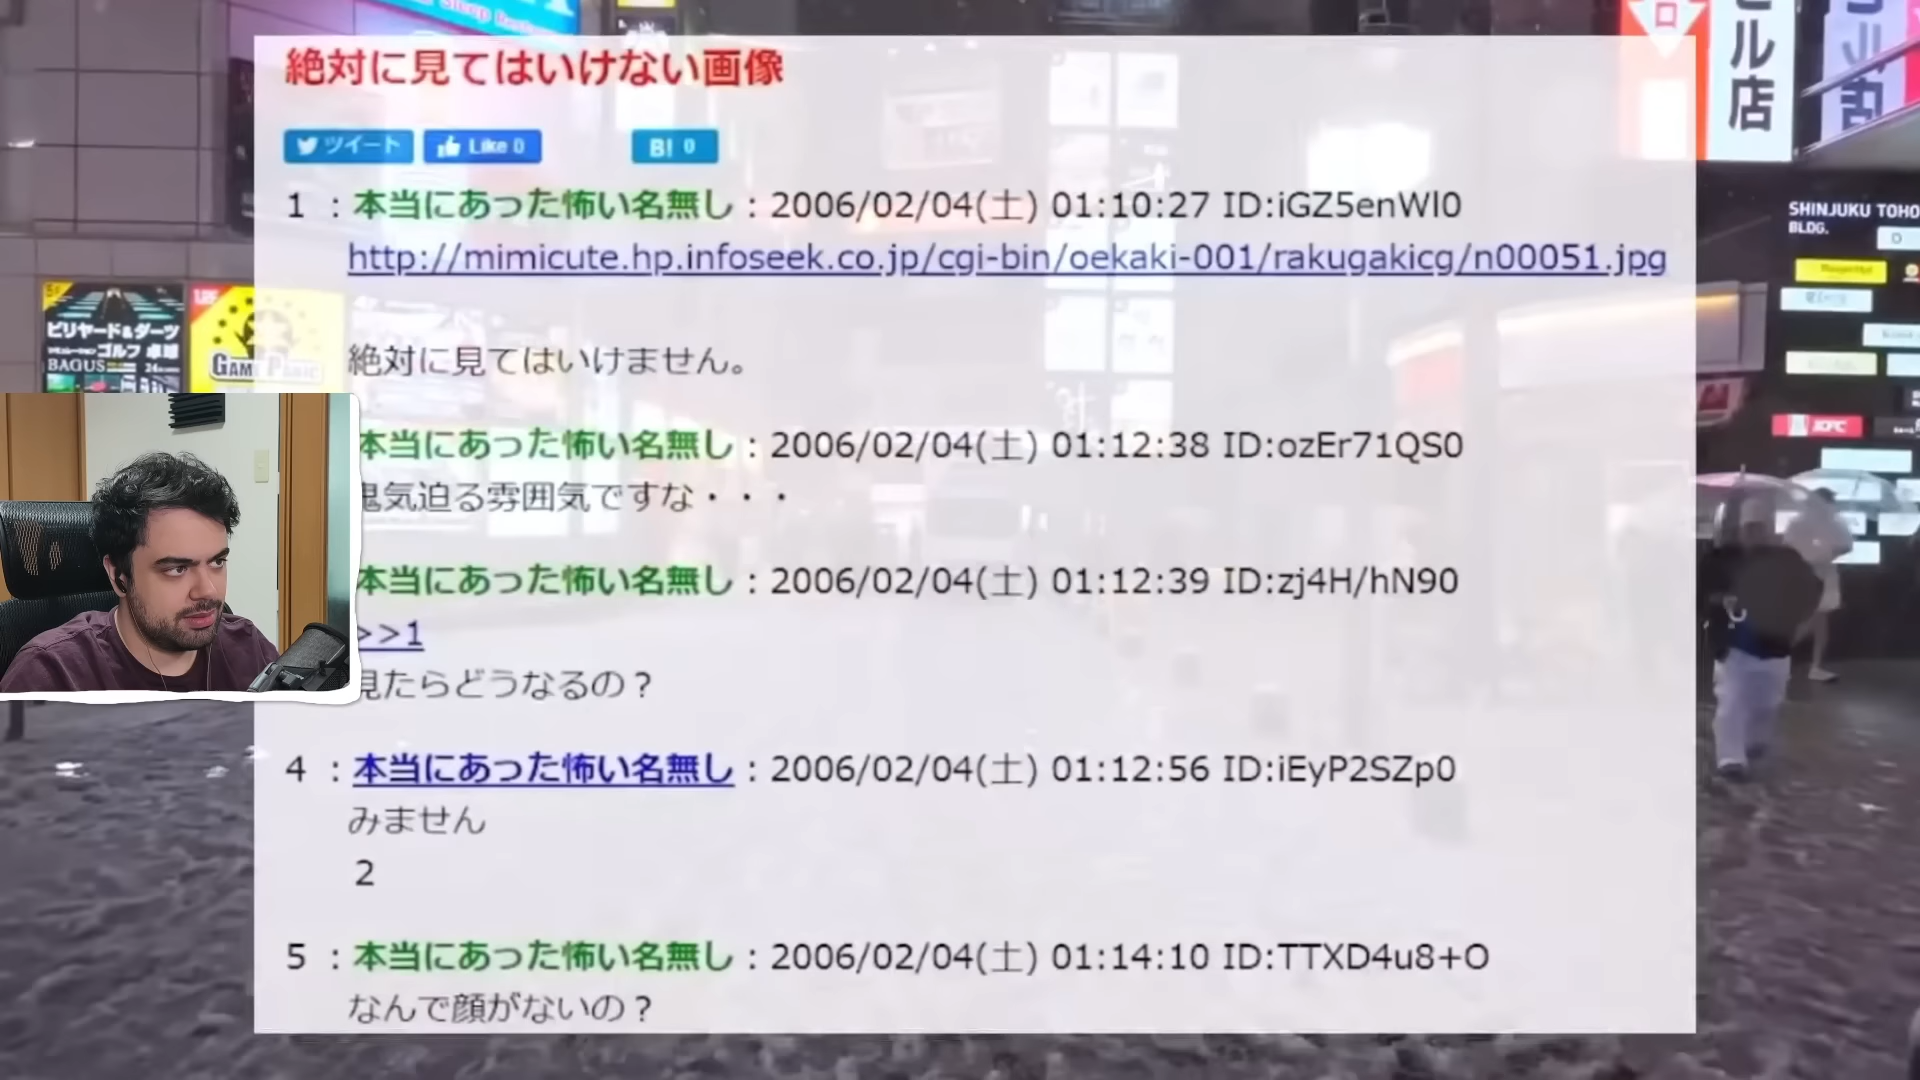 絶対に見てはいけない画像
ツイート Like 0 B! 0
1 ：本当にあった怖い名無し：2006/02/04(土) 01:10:27 ID:iGZ5enWl0
http://mimicute.hp.infoseek.co.jp/cgi-bin/oekaki-001/rakugakicg/n00051.jpg
絶対に見てはいけません。
本当にあった怖い名無し：2006/02/04(土) 01:12:38 ID:ozEr71QS0
鬼気迫る雰囲気ですな・・・
本当にあった怖い名無し：2006/02/04(土) 01:12:39 ID:zj4H/hN90
>>1
見たらどうなるの？
4 ：本当にあった怖い名無し：2006/02/04(土) 01:12:56 ID:iEyP2SZp0
みません
2
5 ：本当にあった怖い名無し：2006/02/04(土) 01:14:10 ID:TTXD4u8+O
なんで顔がないの？
ビリヤード&ダーツ
ゴルフ 卓球
BAGUS
GAME PANIC
ビル店
SHINJUKU TOHO
BLDG.
KFC